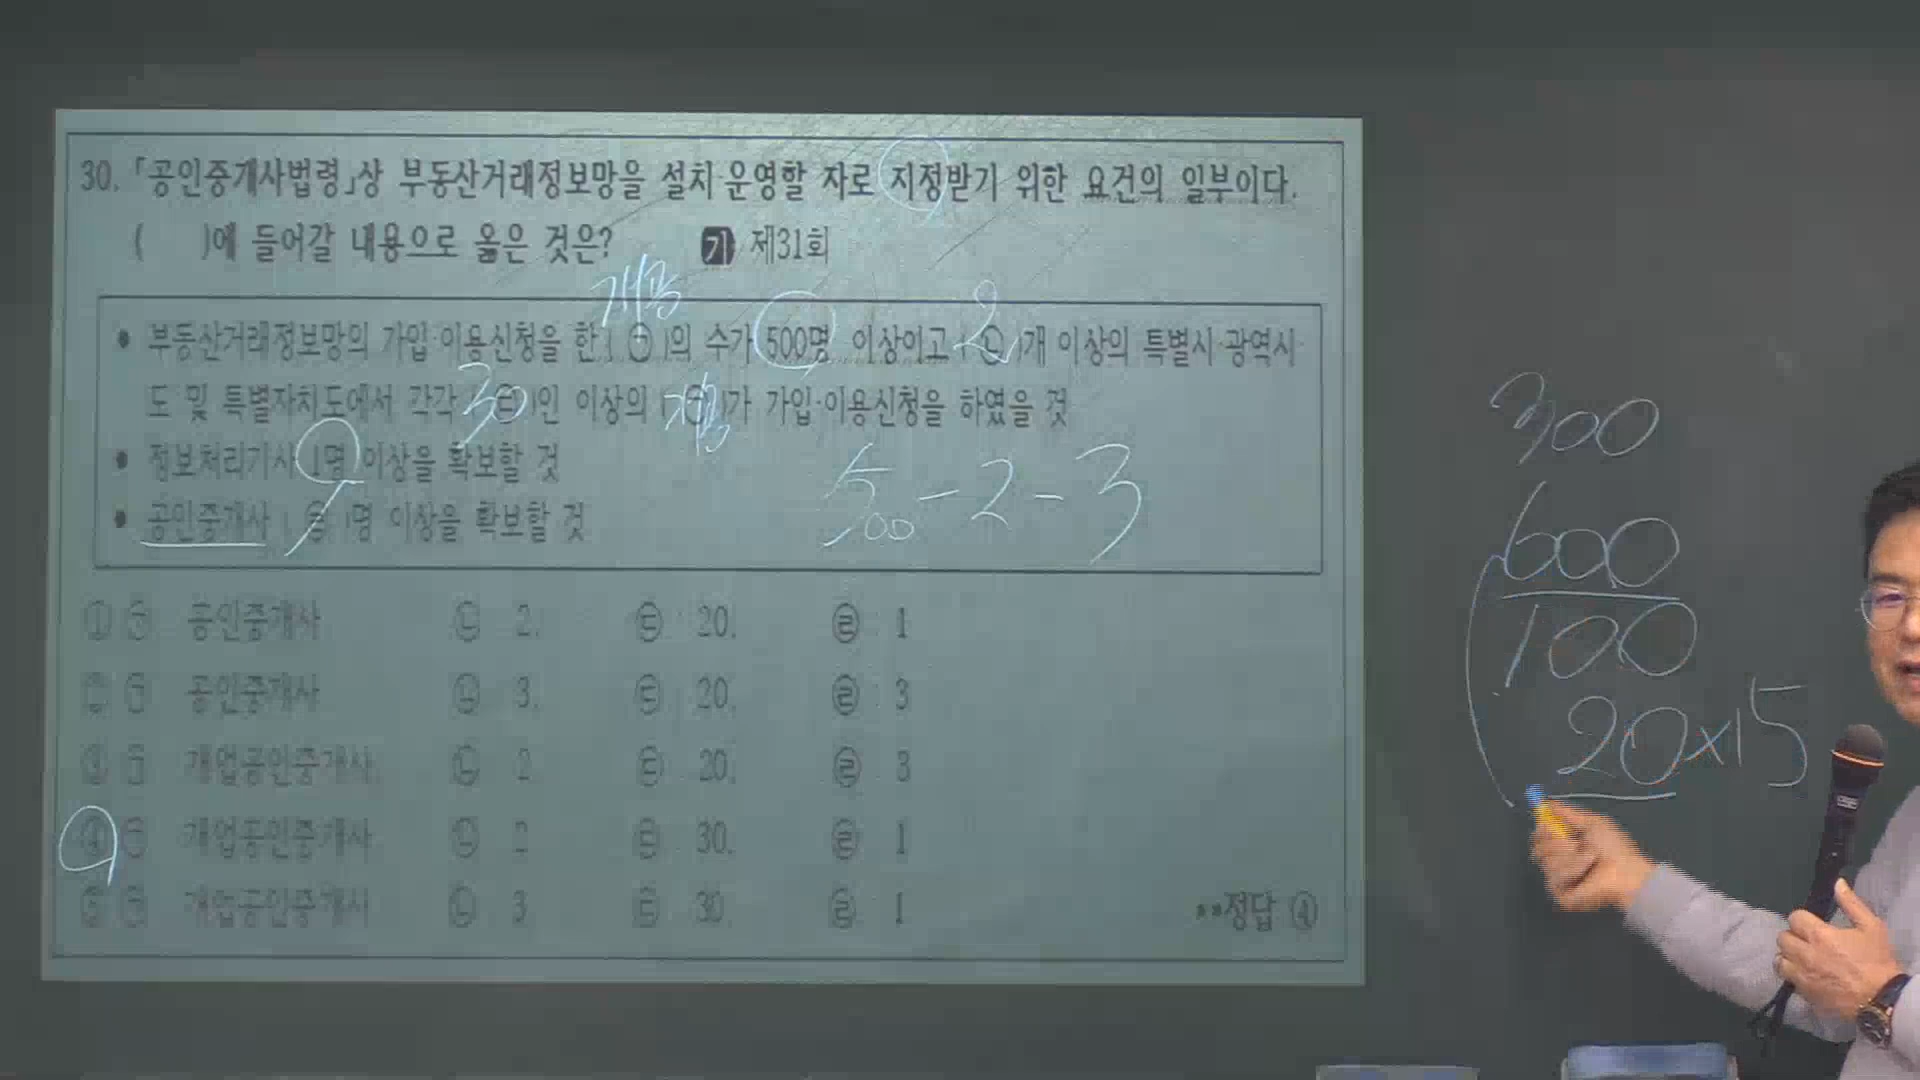 30. 「공인중개사법령」상 부동산거래정보망을 설치·운영할 자로 지정받기 위한 요건의 일부이다.
( )에 들어갈 내용으로 옳은 것은? 기 제31회
개공
2
• 부동산거래정보망의 가입·이용신청을 한 ( ㉠ )의 수가 500명 이상이고 ( ㉡ )개 이상의 특별시·광역시·
도 및 특별자치도에서 각각 ( ㉢ )인 이상의 ( ㉠ )가 가입·이용신청을 하였을 것
30
개공
• 정보처리기사 1명 이상을 확보할 것
• 공인중개사 ( ㉣ )명 이상을 확보할 것
500 - 2 - 3
① ㉠ 공인중개사 ㉡ 2, ㉢ 20, ㉣ 1
② ㉠ 공인중개사 ㉡ 3, ㉢ 20, ㉣ 3
③ ㉠ 개업공인중개사 ㉡ 2 ㉢ 20, ㉣ 3
④ ㉠ 개업공인중개사 ㉡ 2 ㉢ 30, ㉣ 1
⑤ ㉠ 개업공인중개사 ㉡ 3 ㉢ 30 ㉣ 1
**정답 ④
300
600
100
20×15